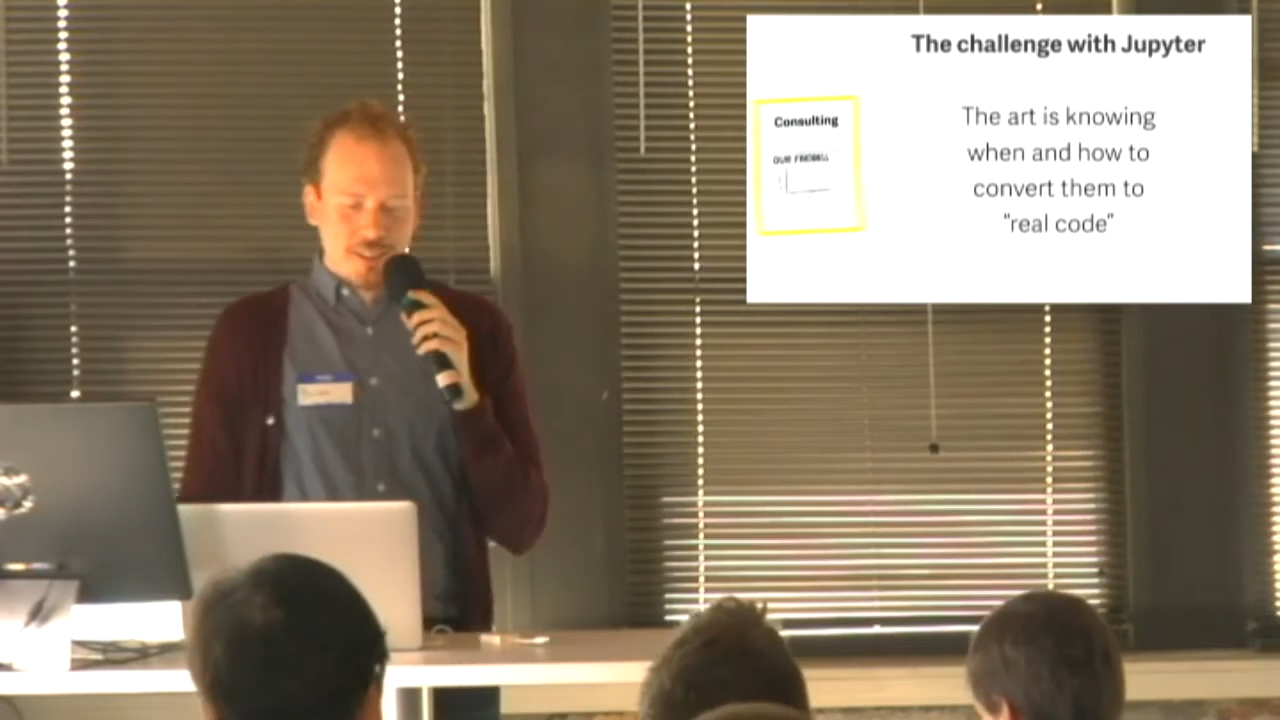 The challenge with Jupyter
Consulting
The art is knowing
when and how to
convert them to
"real code"